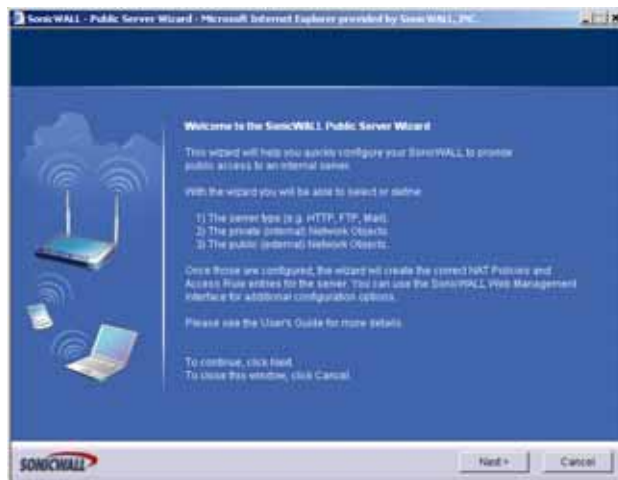 SonicWALL - Public Server Wizard - Microsoft Internet Explorer provided by SonicWALL, INC.
Welcome to the SonicWALL Public Server Wizard
This wizard will help you quickly configure your SonicWALL to provide
public access to an internal server.
With the wizard you will be able to select or define:
1) The server type (e.g. HTTP, FTP, Mail).
2) The private (internal) Network Objects.
3) The public (external) Network Objects.
Once those are configured, the wizard will create the correct NAT Policies and
Access Rule entries for the server. You can use the SonicWALL Web Management
Interface for additional configuration options.
Please see the User's Guide for more details.
To continue, click Next.
To close this window, click Cancel.
SONICWALL
Next >
Cancel